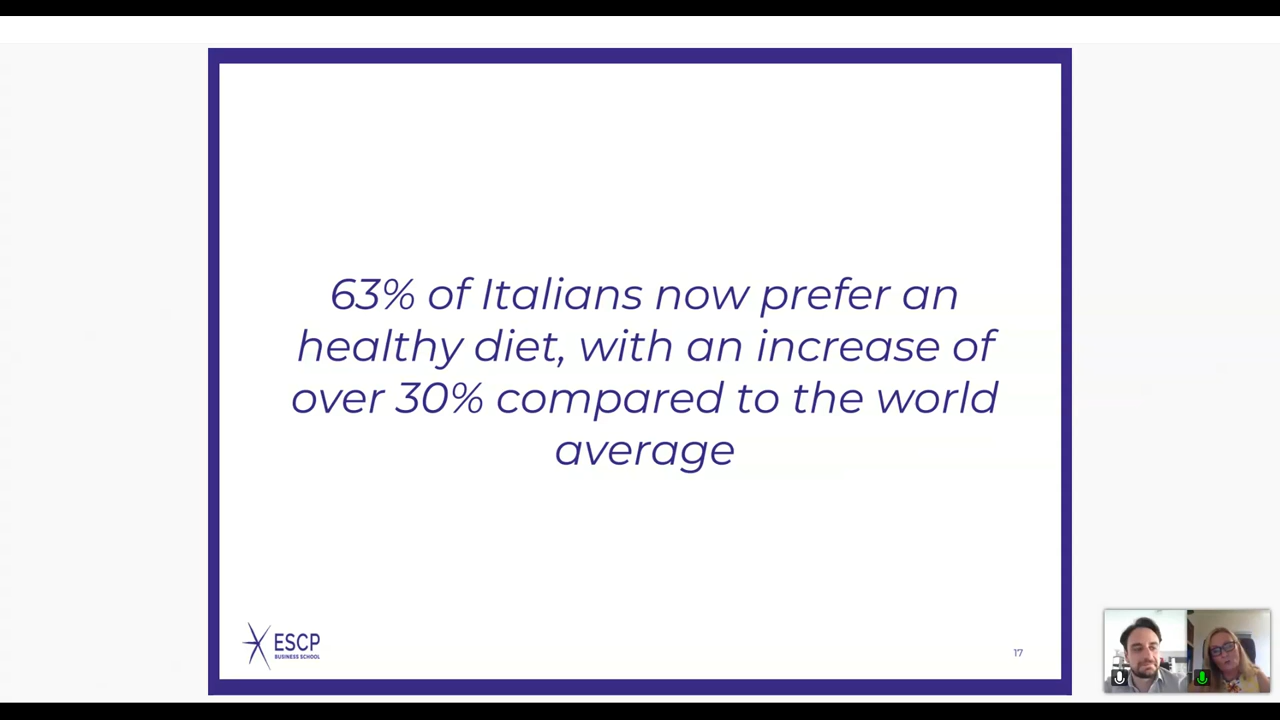 63% of Italians now prefer an
healthy diet, with an increase of
over 30% compared to the world
average
ESCP
BUSINESS SCHOOL
17